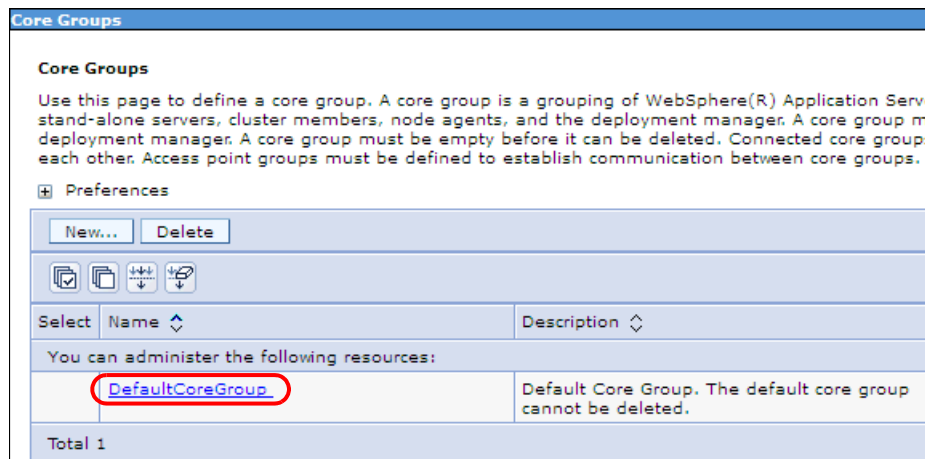 Core Groups
Core Groups
Use this page to define a core group. A core group is a grouping of WebSphere(R) Application
stand-alone servers, cluster members, node agents, and the deployment manager. A core group
deployment manager. A core group must be empty before it can be deleted. Connected core
each other. Access point groups must be defined to establish communication between core groups.
Preferences
New... Delete
Select Name Description
You can administer the following resources:
DefaultCoreGroup Default Core Group. The default core group
cannot be deleted.
Total 1